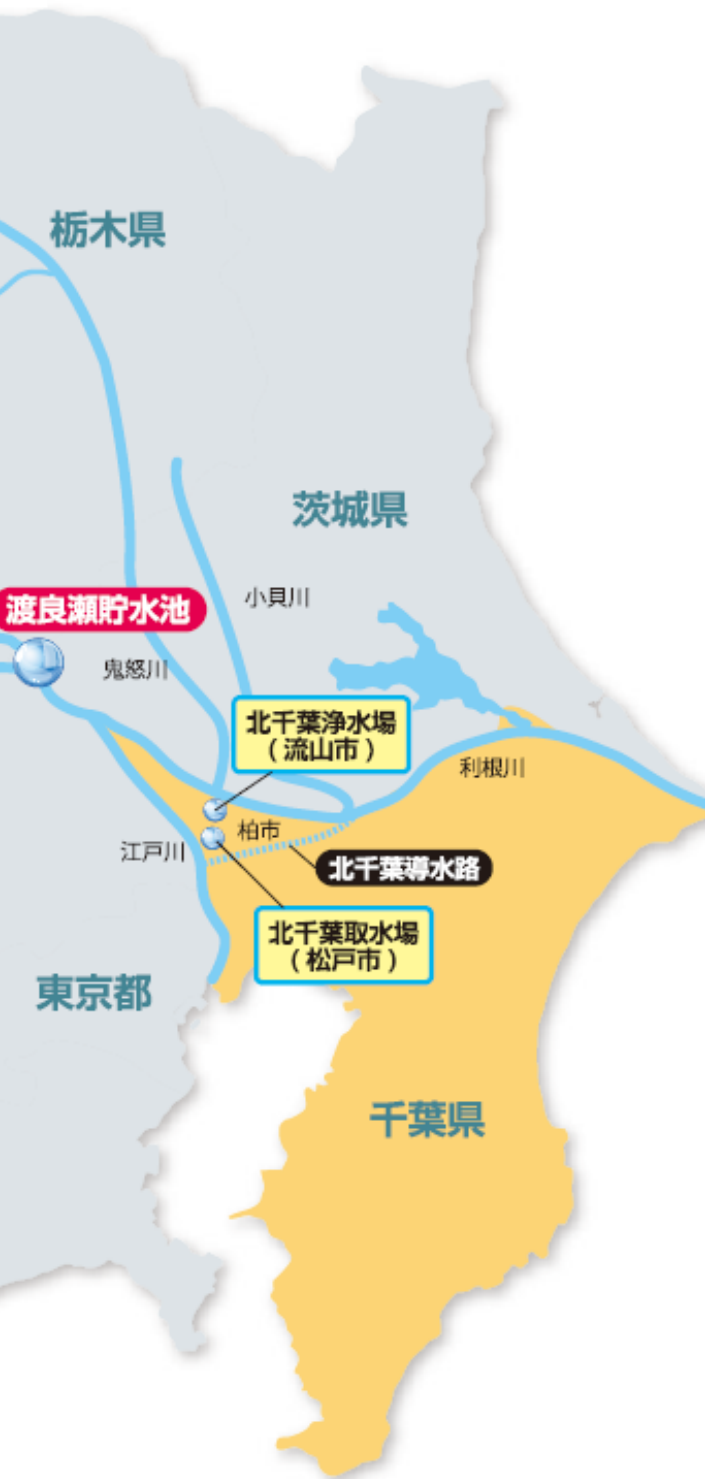 栃木県
茨城県
小貝川
渡良瀬貯水池
鬼怒川
北千葉浄水場
（流山市）
利根川
柏市
江戸川
北千葉導水路
北千葉取水場
（松戸市）
東京都
千葉県